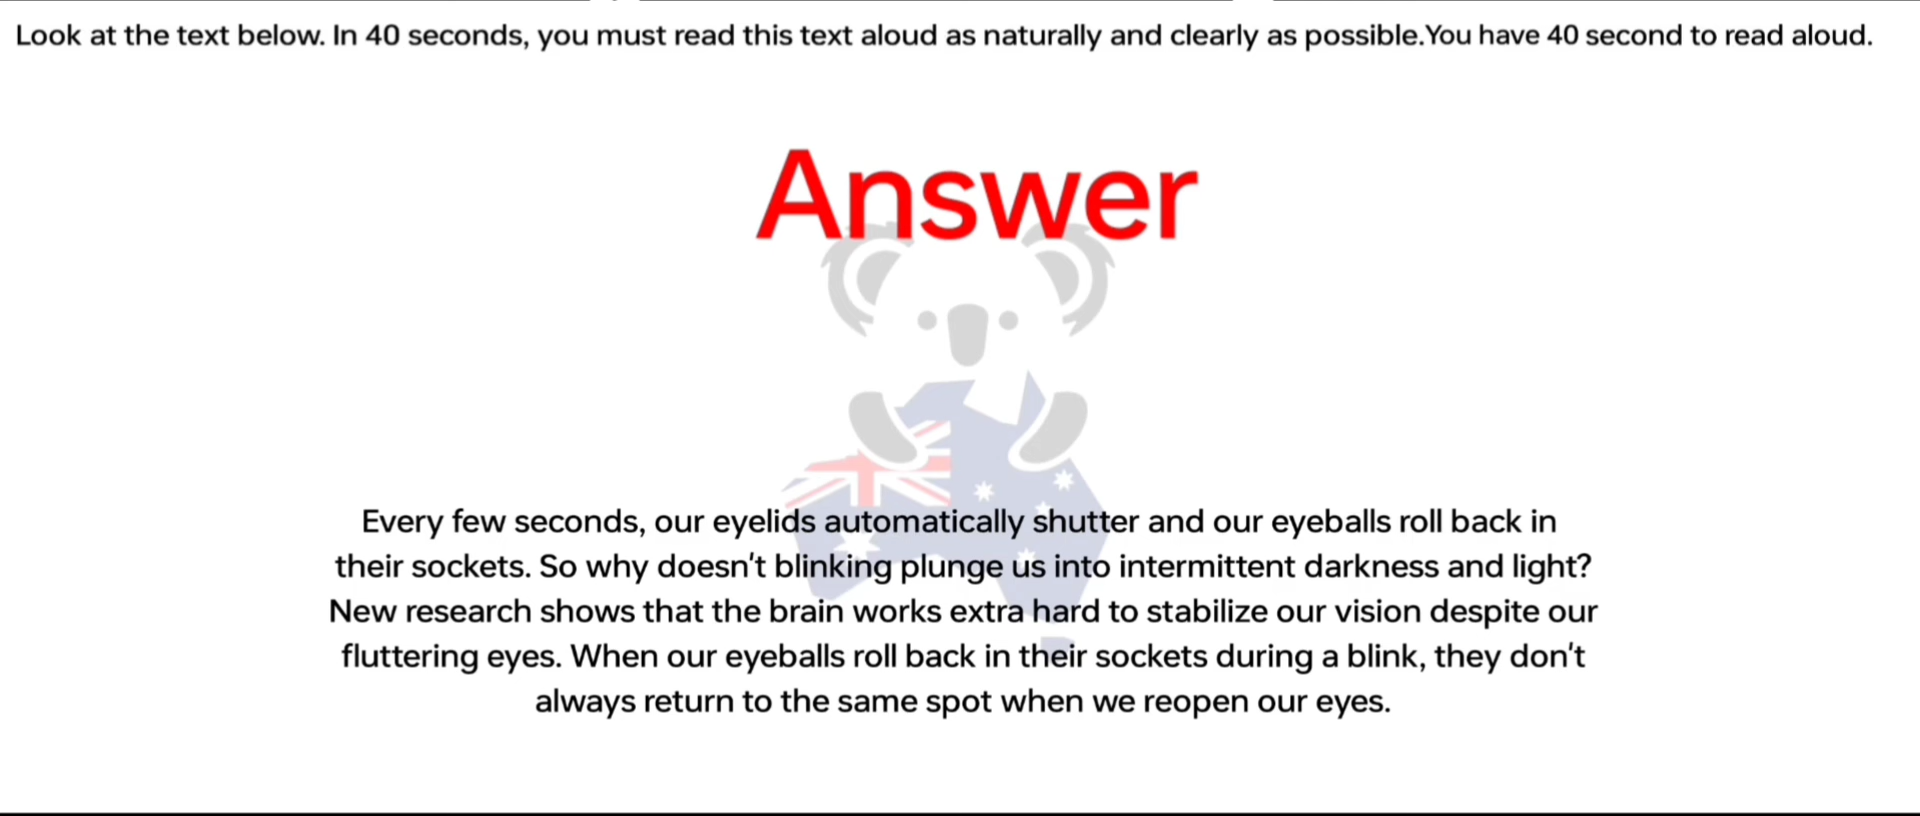 Look at the text below. In 40 seconds, you must read this text aloud as naturally and clearly as possible.You have 40 second to read aloud.
Answer
Every few seconds, our eyelids automatically shutter and our eyeballs roll back in
their sockets. So why doesn't blinking plunge us into intermittent darkness and light?
New research shows that the brain works extra hard to stabilize our vision despite our
fluttering eyes. When our eyeballs roll back in their sockets during a blink, they don't
always return to the same spot when we reopen our eyes.